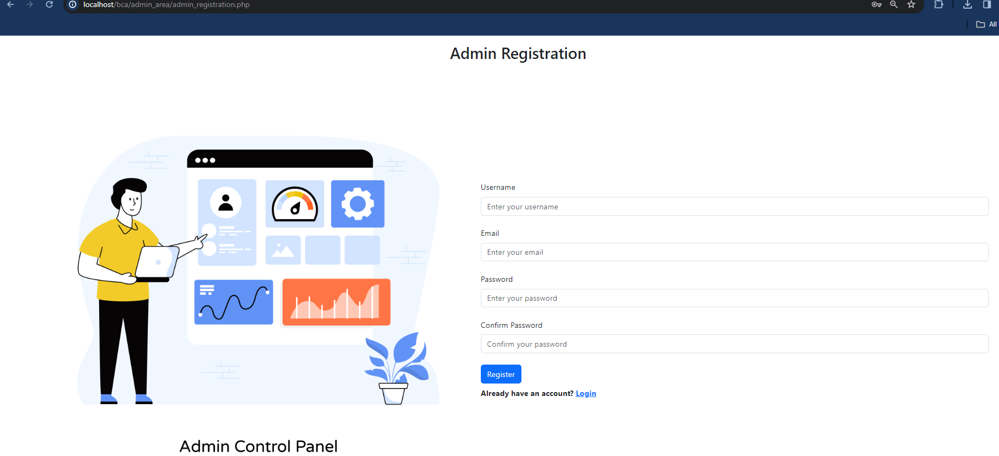 localhost/bca/admin_area/admin_registration.php
All
Admin Registration
Username
Enter your username
Email
Enter your email
Password
Enter your password
Confirm Password
Confirm your password
Register
Already have an account? Login
Admin Control Panel